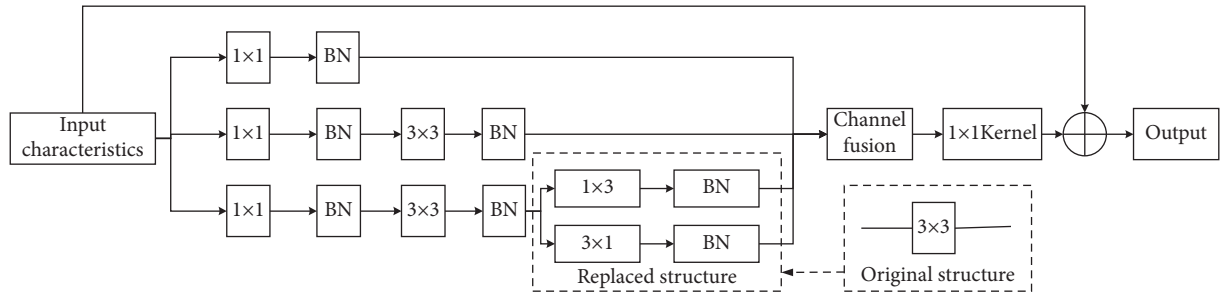 1×1
BN
Input
characteristics
1×1
BN
3×3
BN
Channel
fusion
1×1Kernel
Output
1×1
BN
3×3
BN
1×3
BN
3×1
BN
Replaced structure
3×3
Original structure